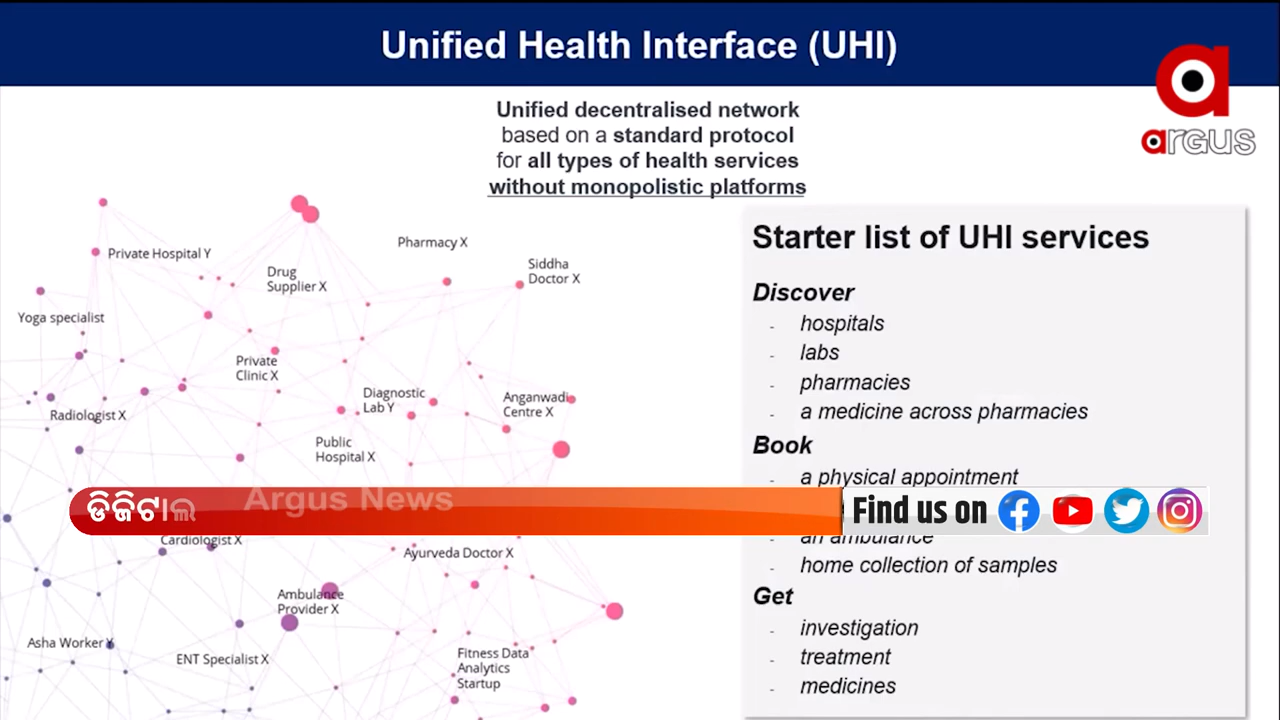 Unified Health Interface (UHI)
argus
Unified decentralised network
based on a standard protocol
for all types of health services
without monopolistic platforms
Private Hospital Y
Pharmacy X
Drug
Supplier X
Siddha
Doctor X
Yoga specialist
Private
Clinic X
Diagnostic
Lab Y
Anganwadi
Centre X
Radiologist X
Public
Hospital X
Cardiologist X
Ayurveda Doctor X
Ambulance
Provider X
Asha Worker Y
ENT Specialist X
Fitness Data
Analytics
Startup
Starter list of UHI services
Discover
- hospitals
- labs
- pharmacies
- a medicine across pharmacies
Book
- a physical appointment
an ambulance
- home collection of samples
Get
- investigation
- treatment
- medicines
ଡିଜିଟାଲ
Argus News
Find us on